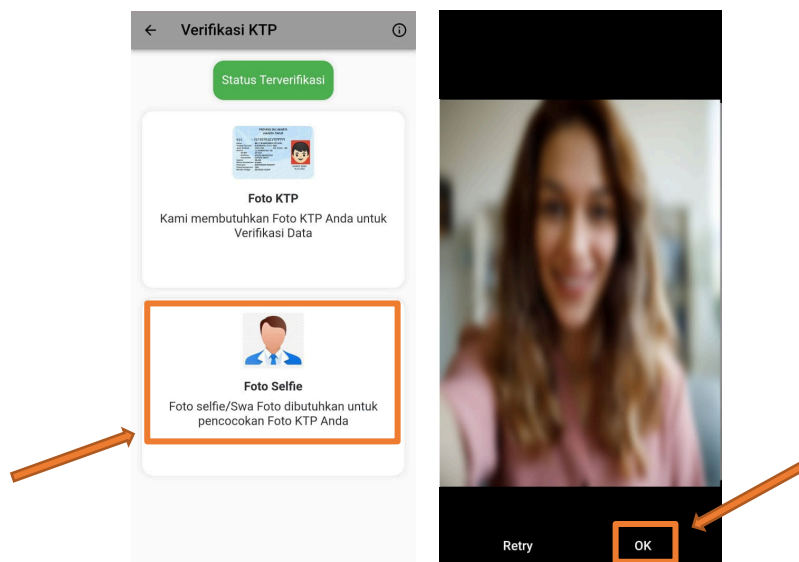 Verifikasi KTP
Status Terverifikasi
Foto KTP
Kami membutuhkan Foto KTP Anda untuk
Verifikasi Data
Foto Selfie
Foto selfie/Swa Foto dibutuhkan untuk
pencocokan Foto KTP Anda
Retry
OK